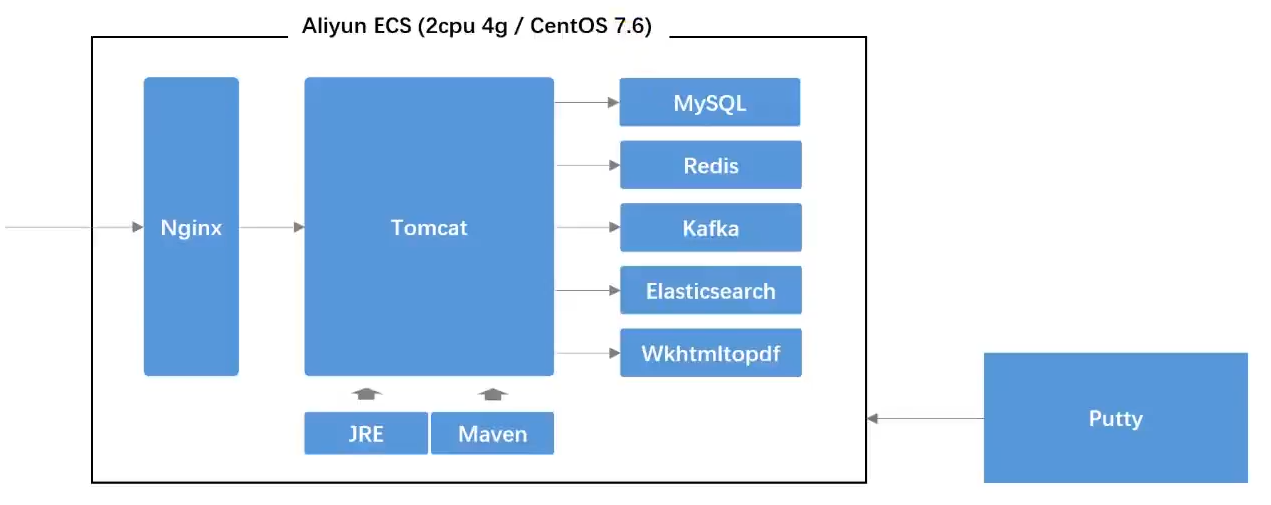 Aliyun ECS (2cpu 4g / CentOS 7.6)
Nginx
Tomcat
MySQL
Redis
Kafka
Elasticsearch
Wkhtmltopdf
JRE
Maven
Putty